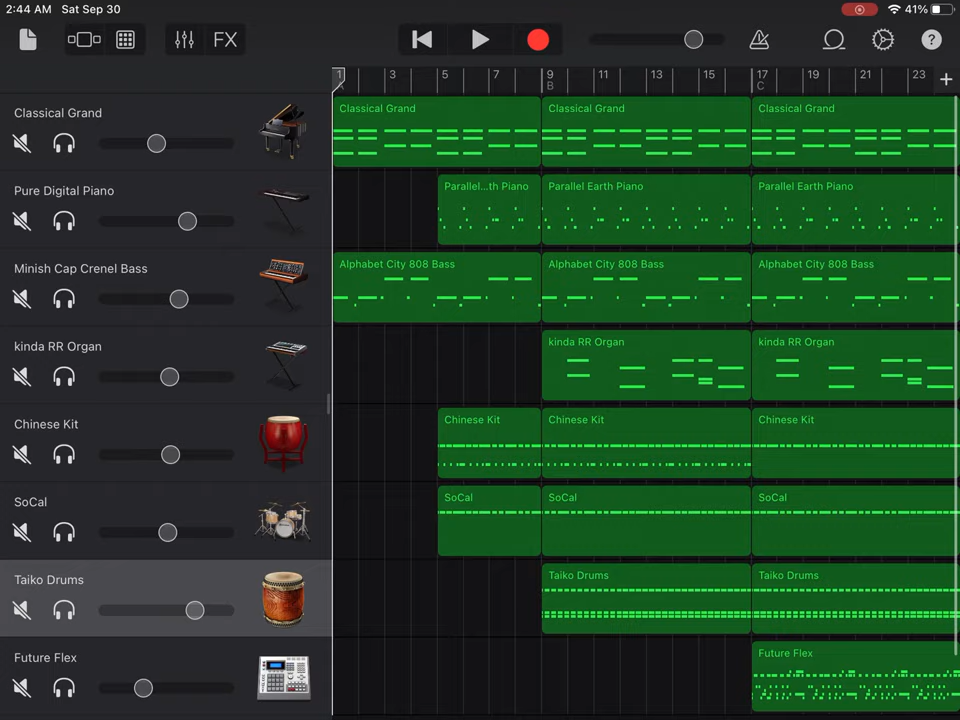 2:44 AM Sat Sep 30
41%
FX
?
1 3 5 7 9 11 13 15 17 19 21 23 +
A B C
Classical Grand
Classical Grand Classical Grand Classical Grand
Pure Digital Piano
Parallel...th Piano Parallel Earth Piano Parallel Earth Piano
Minish Cap Crenel Bass
Alphabet City 808 Bass Alphabet City 808 Bass Alphabet City 808 Bass
kinda RR Organ
kinda RR Organ kinda RR Organ
Chinese Kit
Chinese Kit Chinese Kit Chinese Kit
SoCal
SoCal SoCal SoCal
Taiko Drums
Taiko Drums Taiko Drums
Future Flex
Future Flex